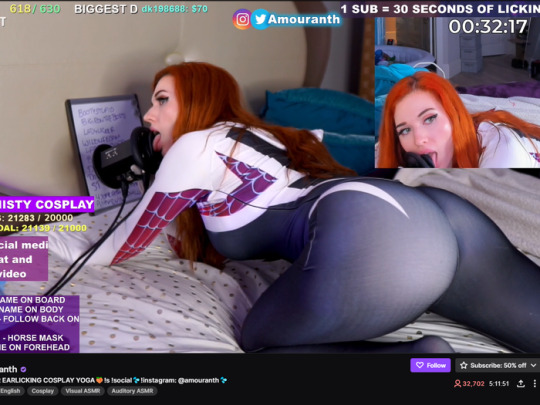 618 / 630 BIGGEST D dk198688: $70
T
Amouranth
1 SUB = 30 SECONDS OF LICKIN
00:32:17
MISTY COSPLAY
S: 21283 / 20000
OAL: 21139 / 21000
cial medi
at and
video
AME ON BOARD
NAME ON BODY
- FOLLOW BACK ON
- HORSE MASK
E ON FOREHEAD
anth
Follow
Subscribe: 50% off
EARLICKING COSPLAY YOGA !s !social !instagram: @amouranth
32,702 5:11:51
English Cosplay Visual ASMR Auditory ASMR